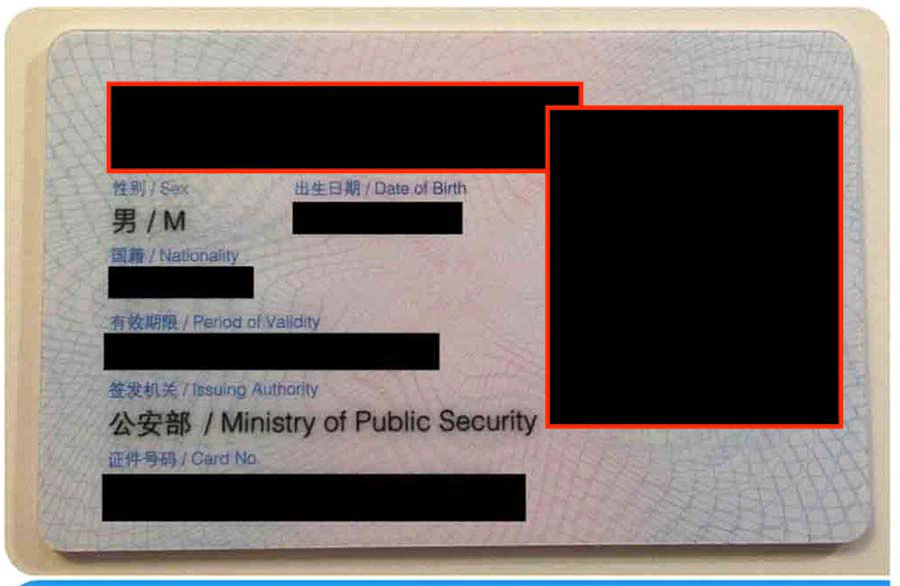 性别 / Sex 出生日期 / Date of Birth
男 / M
国籍 / Nationality
有效期限 / Period of Validity
签发机关 / Issuing Authority
公安部 / Ministry of Public Security
证件号码 / Card No.